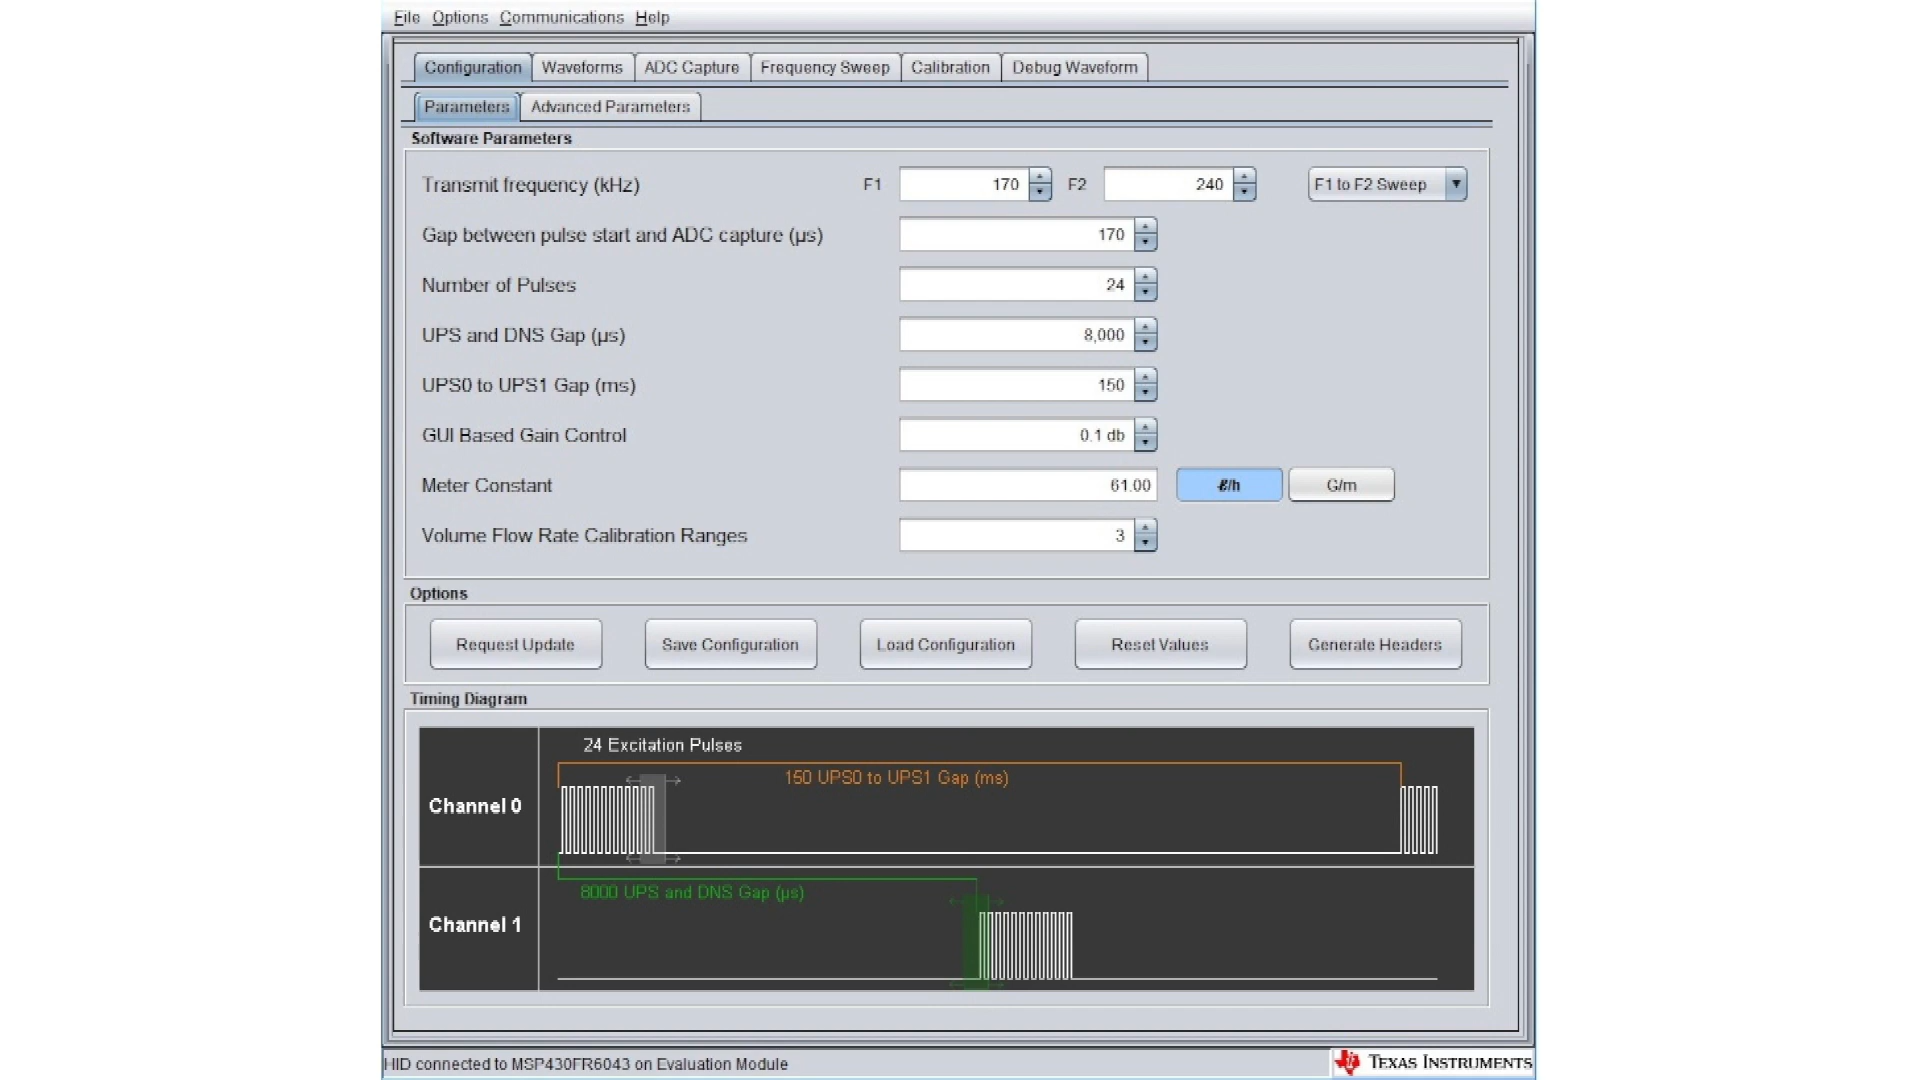 File Options Communications Help
Configuration Waveforms ADC Capture Frequency Sweep Calibration Debug Waveform
Parameters Advanced Parameters
Software Parameters
Transmit frequency (kHz) F1 170 F2 240 F1 to F2 Sweep
Gap between pulse start and ADC capture (µs) 170
Number of Pulses 24
UPS and DNS Gap (µs) 8,000
UPS0 to UPS1 Gap (ms) 150
GUI Based Gain Control 0.1 db
Meter Constant 61.00 ℓ/h G/m
Volume Flow Rate Calibration Ranges 3
Options
Request Update Save Configuration Load Configuration Reset Values Generate Headers
Timing Diagram
24 Excitation Pulses
150 UPS0 to UPS1 Gap (ms)
Channel 0
8000 UPS and DNS Gap (µs)
Channel 1
HID connected to MSP430FR6043 on Evaluation Module
TEXAS INSTRUMENTS